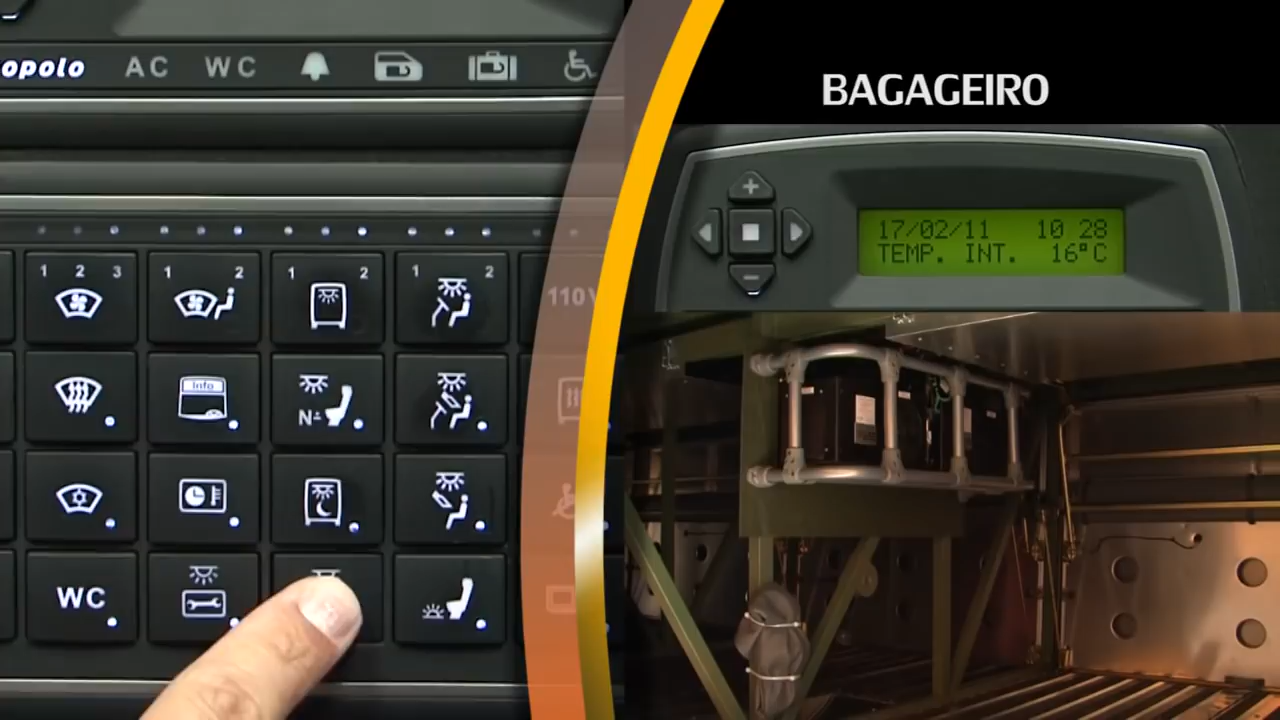 opolo AC WC
1 2 3
1 2
1 2
1 2
110V
Info
N
WC
BAGAGEIRO
17/02/11 10 28
TEMP. INT. 16°C